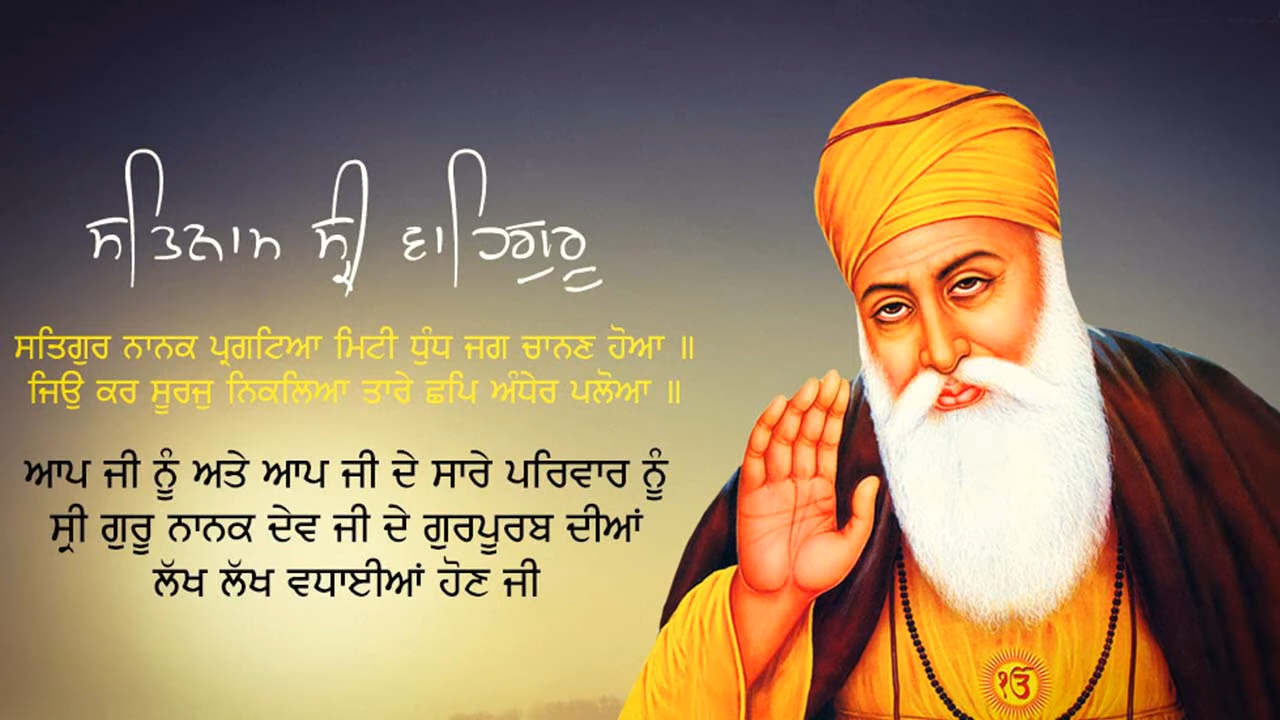 ਸਤਿਨਾਮ ਸ੍ਰੀ ਵਾਹਿਗੁਰੂ
ਸਤਿਗੁਰ ਨਾਨਕ ਪ੍ਰਗਟਿਆ ਮਿਟੀ ਧੁੰਧ ਜਗ ਚਾਨਣ ਹੋਆ ॥
ਜਿਉ ਕਰ ਸੂਰਜੁ ਨਿਕਲਿਆ ਤਾਰੇ ਛਪਿ ਅੰਧੇਰ ਪਲੋਆ ॥
ਆਪ ਜੀ ਨੂੰ ਅਤੇ ਆਪ ਜੀ ਦੇ ਸਾਰੇ ਪਰਿਵਾਰ ਨੂੰ
ਸ੍ਰੀ ਗੁਰੂ ਨਾਨਕ ਦੇਵ ਜੀ ਦੇ ਗੁਰਪੂਰਬ ਦੀਆਂ
ਲੱਖ ਲੱਖ ਵਧਾਈਆਂ ਹੋਣ ਜੀ
ੴ